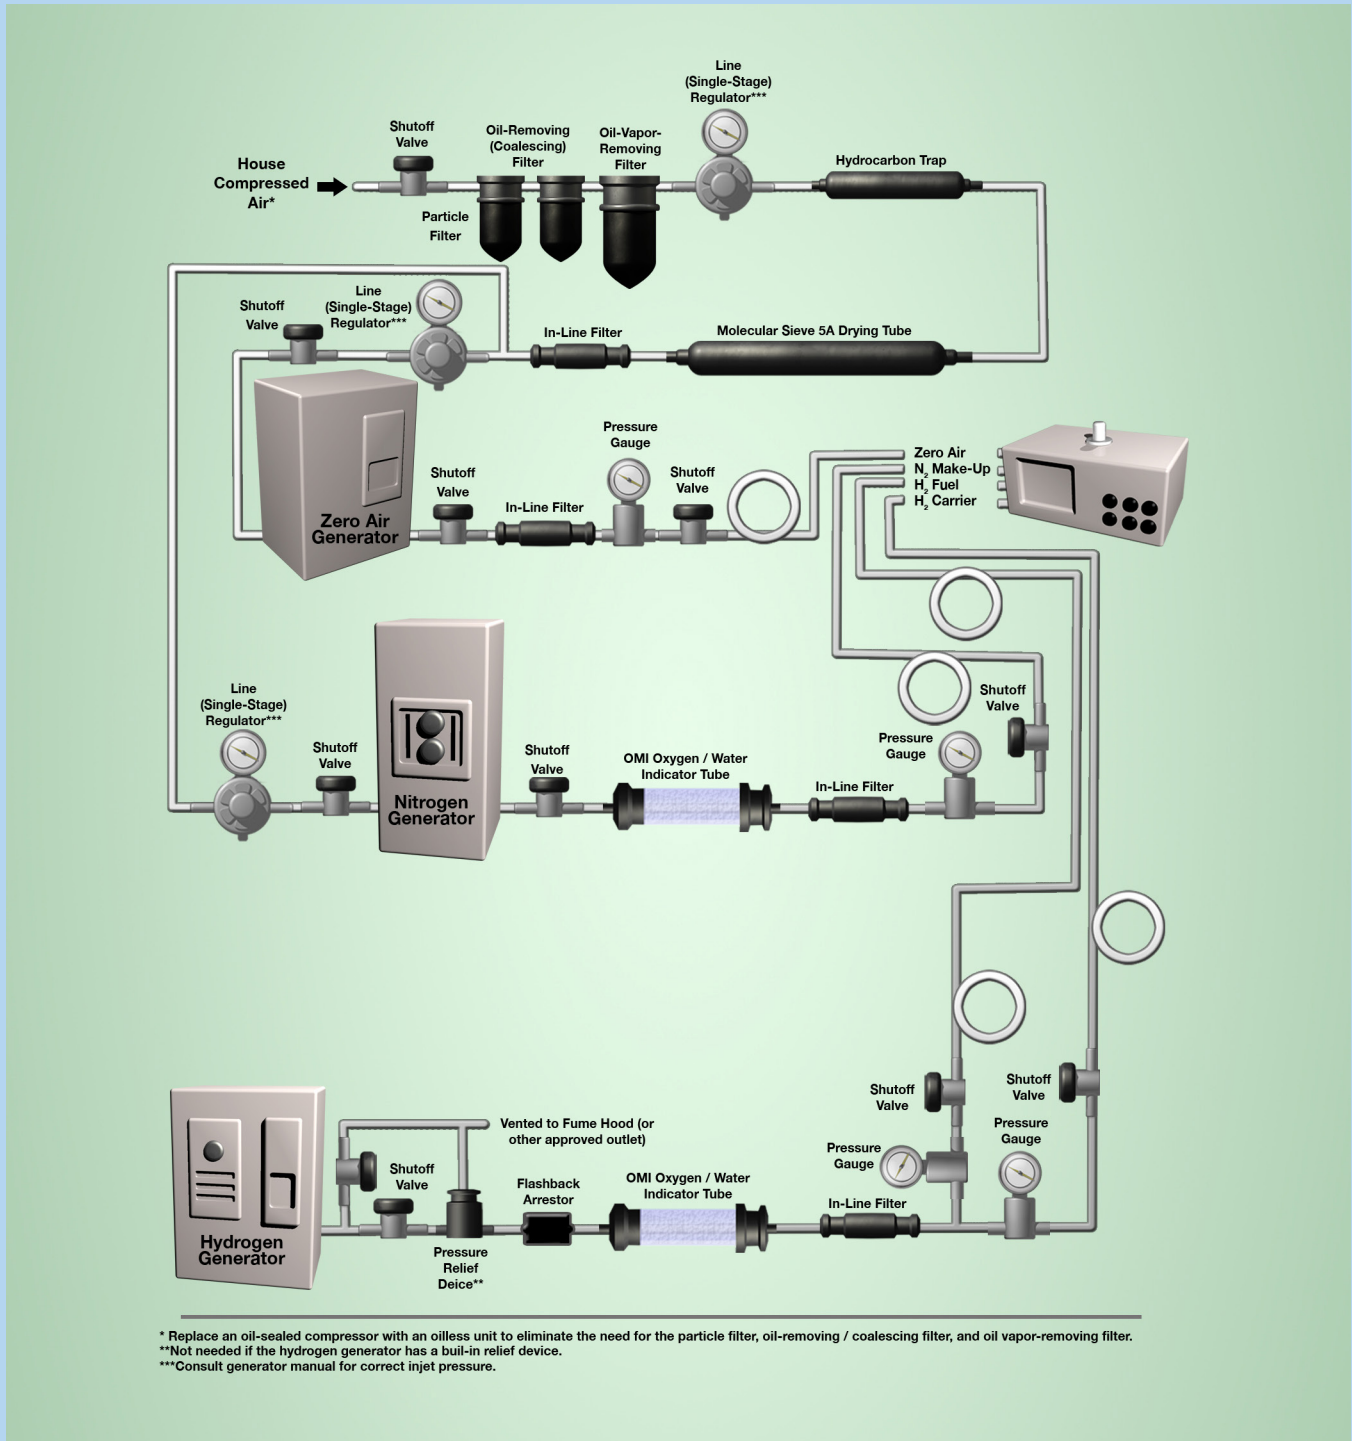 Line
(Single-Stage)
Regulator***
Shutoff
Valve
Oil-Removing
(Coalescing)
Filter
Oil-Vapor-
Removing
Filter
Hydrocarbon Trap
House
Compressed
Air*
Particle
Filter
Shutoff
Valve
Line
(Single-Stage)
Regulator***
In-Line Filter
Molecular Sieve 5A Drying Tube
Zero Air
Generator
Shutoff
Valve
In-Line Filter
Pressure
Gauge
Shutoff
Valve
Zero Air
N2 Make-Up
H2 Fuel
H2 Carrier
Line
(Single-Stage)
Regulator***
Shutoff
Valve
Nitrogen
Generator
Shutoff
Valve
OMI Oxygen / Water
Indicator Tube
In-Line Filter
Pressure
Gauge
Shutoff
Valve
Hydrogen
Generator
Shutoff
Valve
Vented to Fume Hood (or
other approved outlet)
Pressure
Relief
Deice**
Flashback
Arrestor
OMI Oxygen / Water
Indicator Tube
In-Line Filter
Pressure
Gauge
Shutoff
Valve
Pressure
Gauge
Shutoff
Valve
* Replace an oil-sealed compressor with an oilless unit to eliminate the need for the particle filter, oil-removing / coalescing filter, and oil vapor-removing filter.
**Not needed if the hydrogen generator has a buil-in relief device.
***Consult generator manual for correct injet pressure.